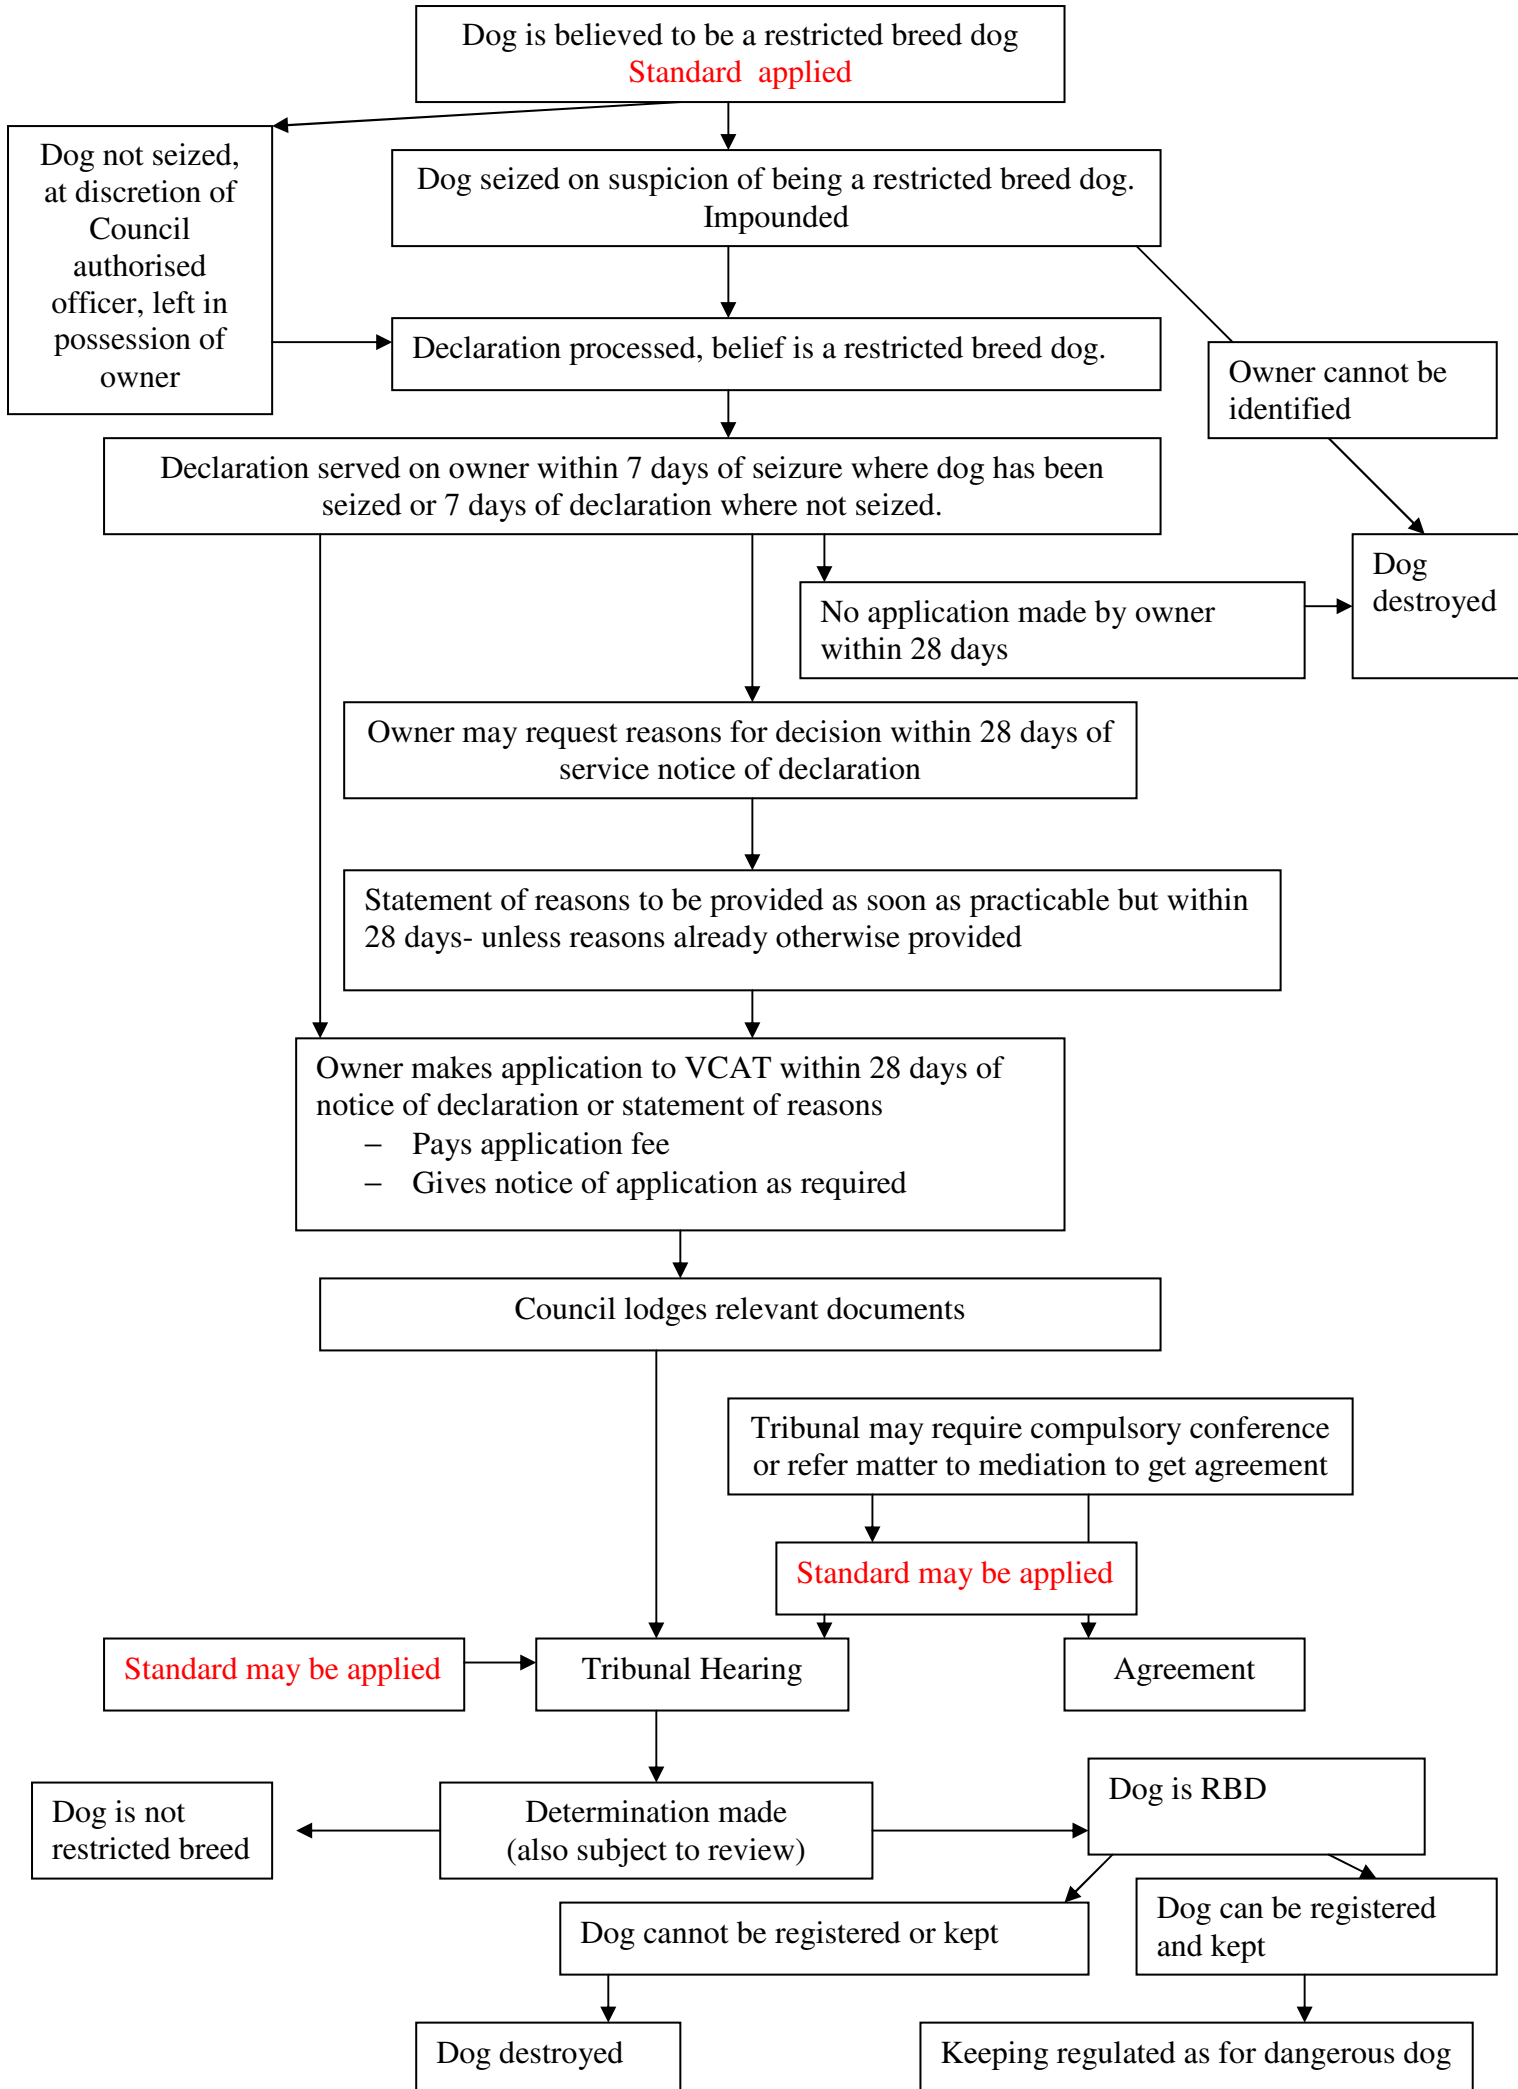 Dog is believed to be a restricted breed dog
Standard applied
Dog not seized,
at discretion of
Council
authorised
officer, left in
possession of
owner
Dog seized on suspicion of being a restricted breed dog.
Impounded
Declaration processed, belief is a restricted breed dog.
Owner cannot be
identified
Declaration served on owner within 7 days of seizure where dog has been
seized or 7 days of declaration where not seized.
Dog
destroyed
No application made by owner
within 28 days
Owner may request reasons for decision within 28 days of
service notice of declaration
Statement of reasons to be provided as soon as practicable but within
28 days- unless reasons already otherwise provided
Owner makes application to VCAT within 28 days of
notice of declaration or statement of reasons
– Pays application fee
– Gives notice of application as required
Council lodges relevant documents
Tribunal may require compulsory conference
or refer matter to mediation to get agreement
Standard may be applied
Standard may be applied
Tribunal Hearing
Agreement
Dog is not
restricted breed
Determination made
(also subject to review)
Dog is RBD
Dog cannot be registered or kept
Dog can be registered
and kept
Dog destroyed
Keeping regulated as for dangerous dog